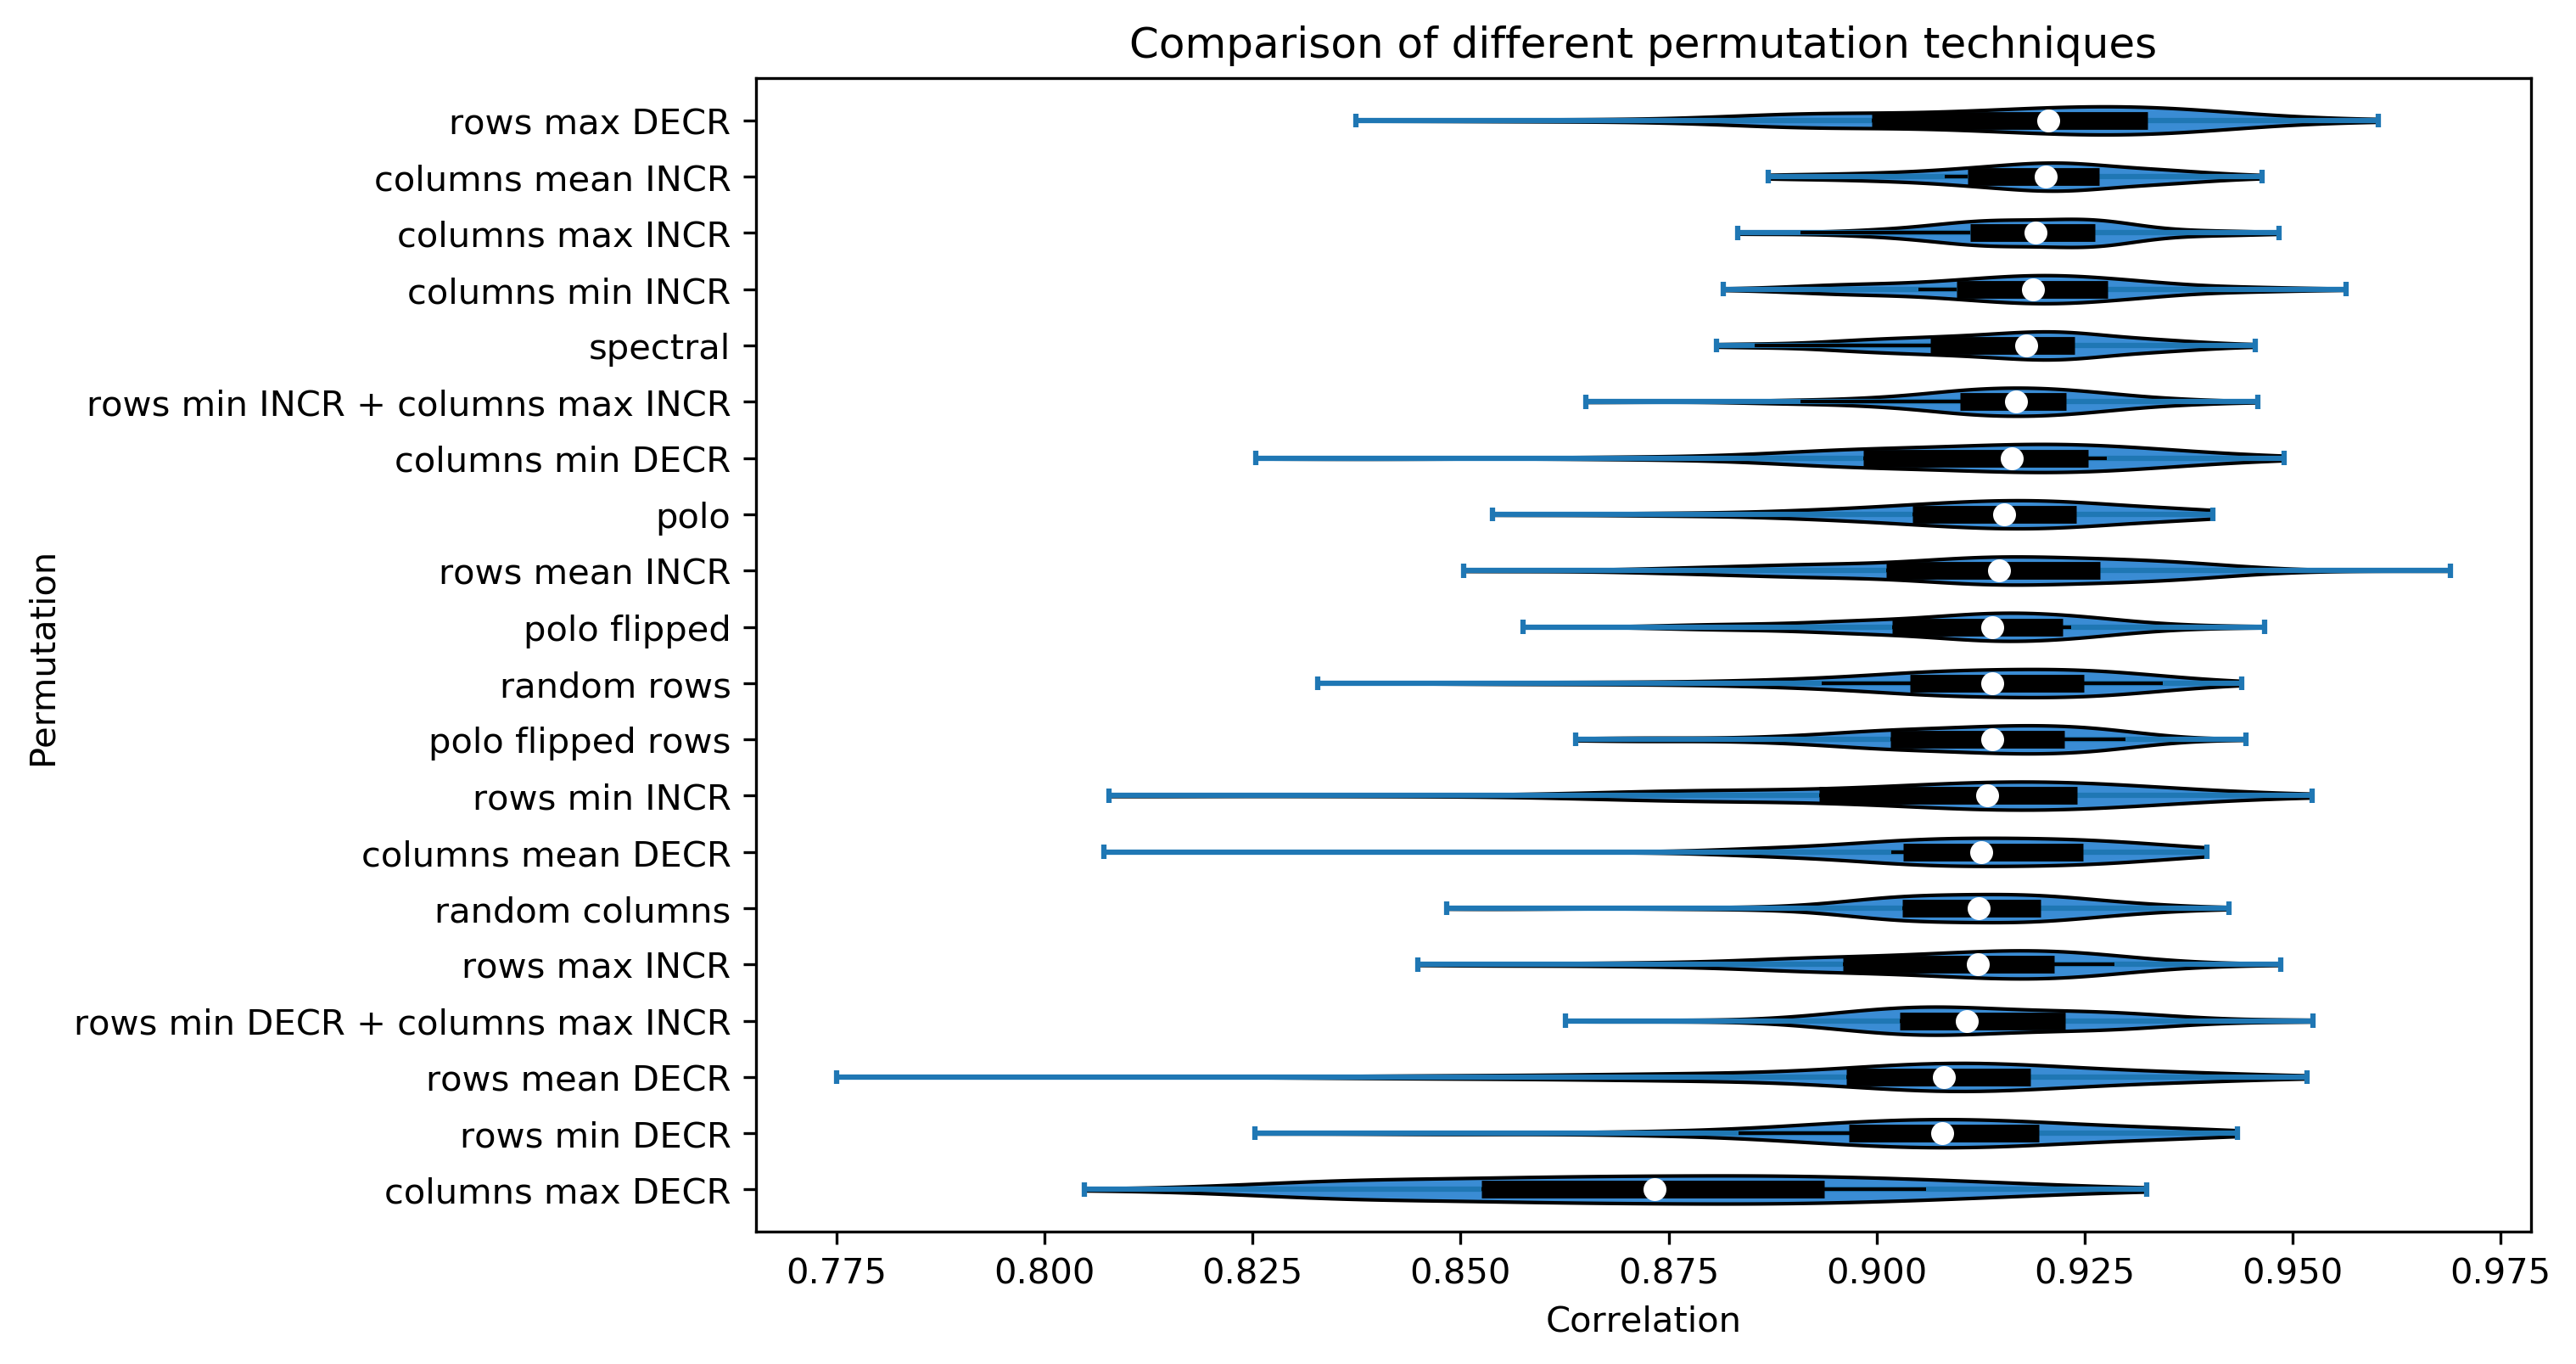 Comparison of different permutation techniques
Permutation
rows max DECR
columns mean INCR
columns max INCR
columns min INCR
spectral
rows min INCR + columns max INCR
columns min DECR
polo
rows mean INCR
polo flipped
random rows
polo flipped rows
rows min INCR
columns mean DECR
random columns
rows max INCR
rows min DECR + columns max INCR
rows mean DECR
rows min DECR
columns max DECR
0.775 0.800 0.825 0.850 0.875 0.900 0.925 0.950 0.975
Correlation